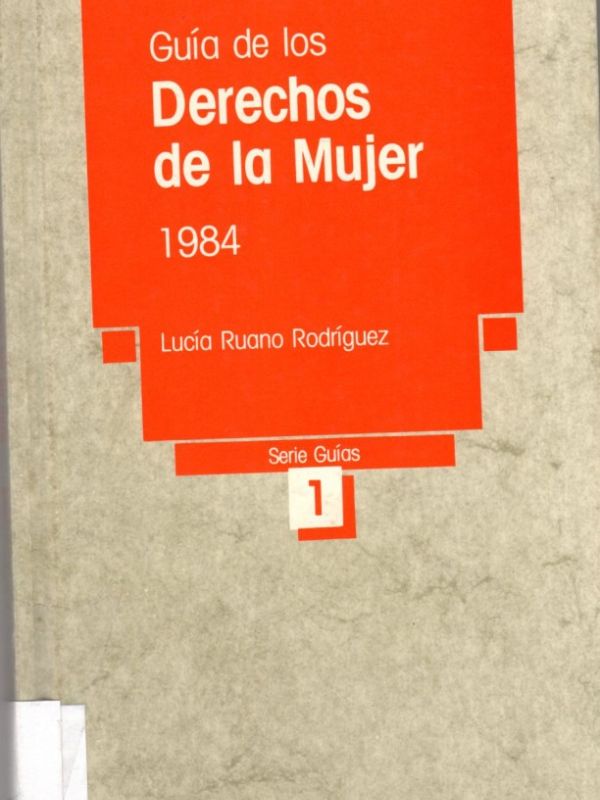 Guía de los
Derechos
de la Mujer
1984
Lucía Ruano Rodríguez
Serie Guías
1